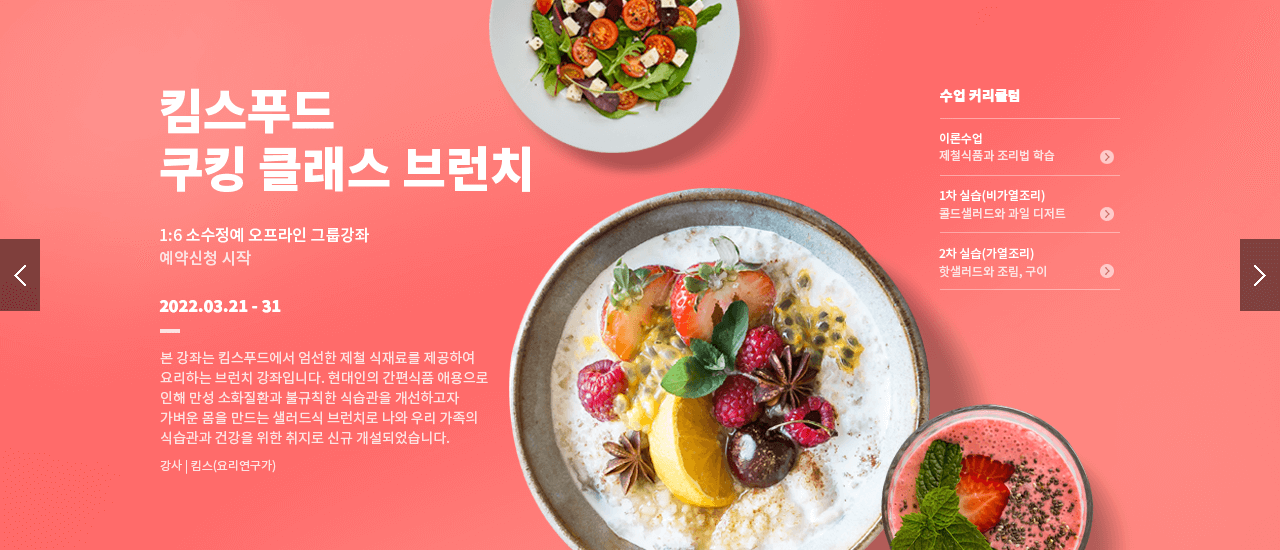 킴스푸드
쿠킹 클래스 브런치
1:6 소수정예 오프라인 그룹강좌
예약신청 시작
2022.03.21 - 31
본 강좌는 킴스푸드에서 엄선한 제철 식재료를 제공하여
요리하는 브런치 강좌입니다. 현대인의 간편식품 애용으로
인해 만성 소화질환과 불규칙한 식습관을 개선하고자
가벼운 몸을 만드는 샐러드식 브런치로 나와 우리 가족의
식습관과 건강을 위한 취지로 신규 개설되었습니다.
강사 | 킴스(요리연구가)
수업 커리큘럼
이론수업
제철식품과 조리법 학습
1차 실습(비가열조리)
콜드샐러드와 과일 디저트
2차 실습(가열조리)
핫샐러드와 조림, 구이